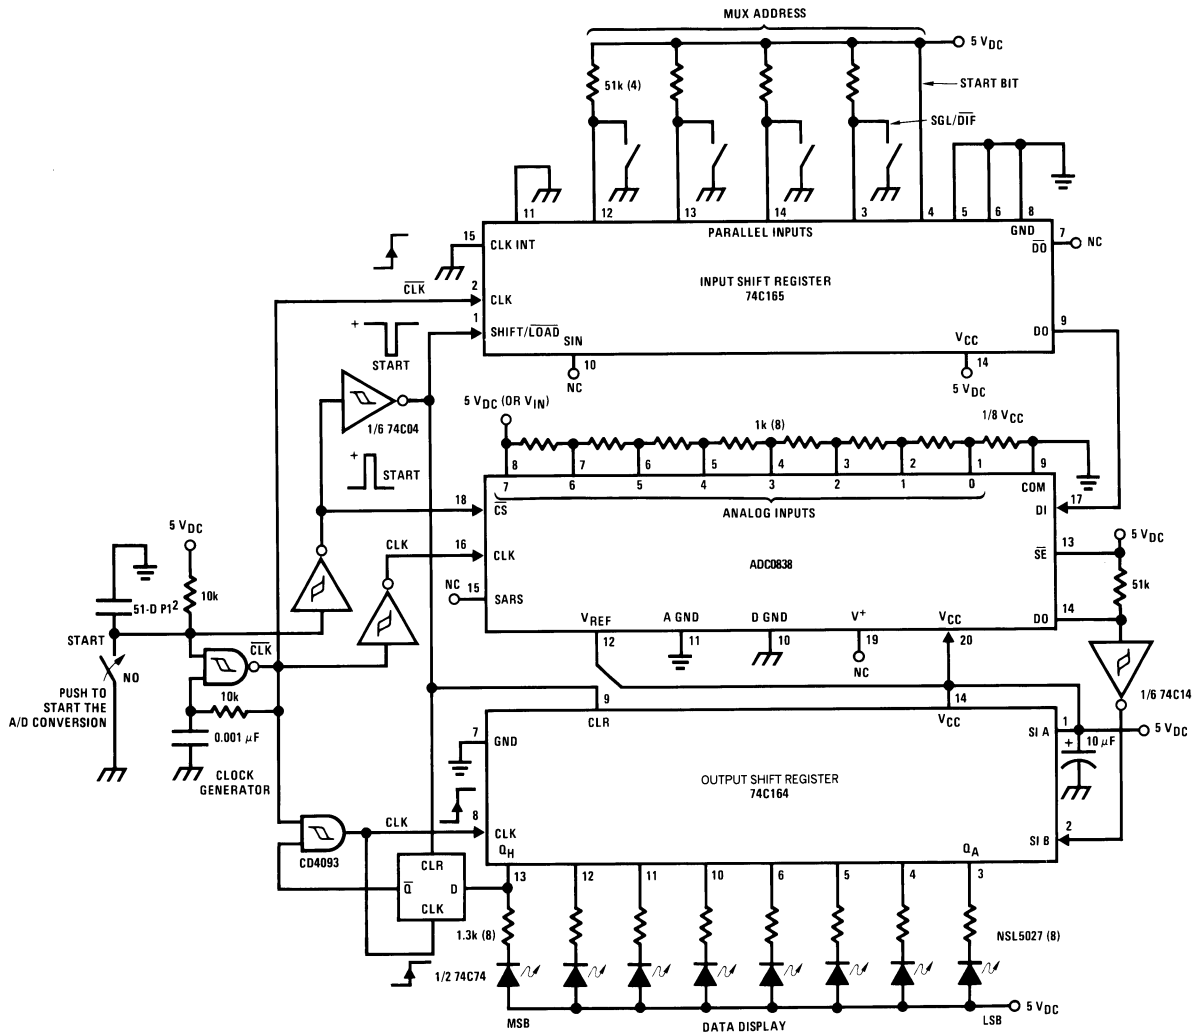 MUX ADDRESS
5 VDC
51k (4)
START BIT
SGL/D̅I̅F̅
11
12
13
14
3
4
5
6
8
GND
PARALLEL INPUTS
15
CLK INT
7
D̅O̅
NC
INPUT SHIFT REGISTER
74C165
C̅L̅K̅
2
CLK
1
SHIFT/L̅O̅A̅D̅
9
DO
SIN
10
NC
VCC
14
5 VDC
+
START
1/6 74C04
5 VDC (OR VIN)
1k (8)
1/8 VCC
+
START
8
7
6
5
4
3
2
1
9
7
6
5
4
3
2
1
0
COM
ANALOG INPUTS
18
C̅S̅
17
DI
CLK
16
CLK
ADC0838
13
S̅E̅
5 VDC
51k
NC
15
SARS
14
DO
VREF
A GND
D GND
V+
VCC
12
11
10
19
20
NC
5 VDC
10k
51-D P1²
START
NO
C̅L̅K̅
PUSH TO
START THE
A/D CONVERSION
10k
0.001 μF
CLOCK
GENERATOR
1/6 74C14
9
CLR
14
VCC
7
GND
1
SI A
5 VDC
+
10 μF
OUTPUT SHIFT REGISTER
74C164
CLK
8
CLK
2
SI B
QH
QA
CD4093
CLR
Q̅
D
CLK
1/2 74C74
13
12
11
10
6
5
4
3
1.3k (8)
NSL5027 (8)
5 VDC
MSB
DATA DISPLAY
LSB